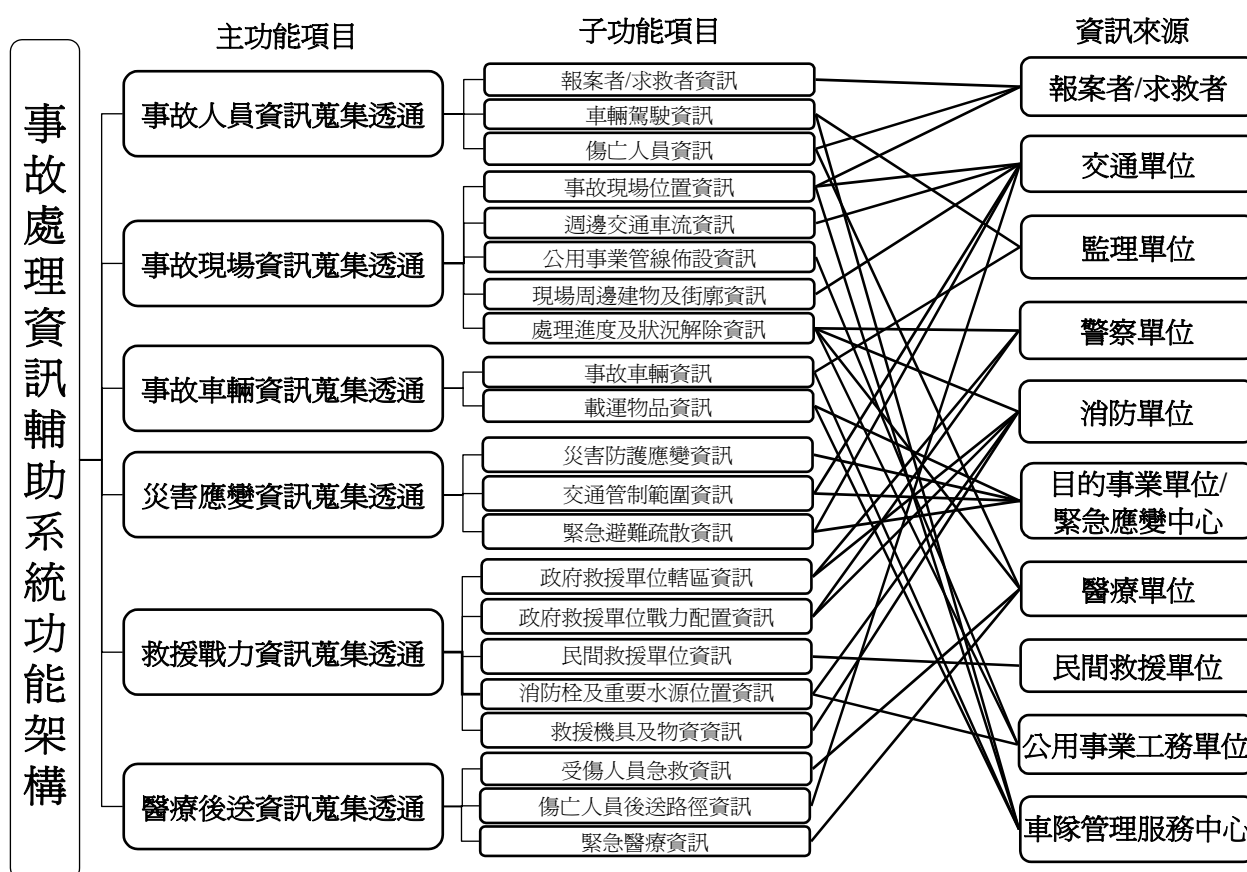 事故處理資訊輔助系統功能架構
主功能項目
事故人員資訊蒐集透通
事故現場資訊蒐集透通
事故車輛資訊蒐集透通
災害應變資訊蒐集透通
救援戰力資訊蒐集透通
醫療後送資訊蒐集透通
子功能項目
報案者/求救者資訊
車輛駕駛資訊
傷亡人員資訊
事故現場位置資訊
週邊交通車流資訊
公用事業管線佈設資訊
現場周邊建物及街廓資訊
處理進度及狀況解除資訊
事故車輛資訊
載運物品資訊
災害防護應變資訊
交通管制範圍資訊
緊急避難疏散資訊
政府救援單位轄區資訊
政府救援單位戰力配置資訊
民間救援單位資訊
消防栓及重要水源位置資訊
救援機具及物資資訊
受傷人員急救資訊
傷亡人員後送路徑資訊
緊急醫療資訊
資訊來源
報案者/求救者
交通單位
監理單位
警察單位
消防單位
目的事業單位/
緊急應變中心
醫療單位
民間救援單位
公用事業工務單位
車隊管理服務中心